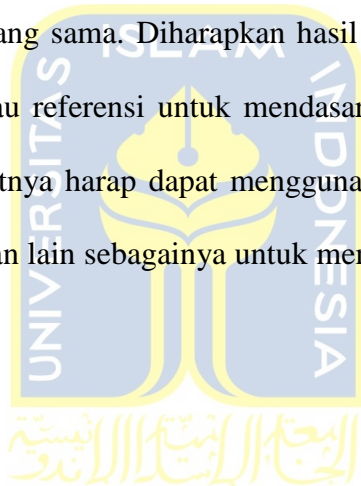 ang sama. Diharapkan hasil
au referensi untuk mendasar
tnya harap dapat mengguna
an lain sebagainya untuk mer
UNIVERSITAS ISLAM INDONESIA